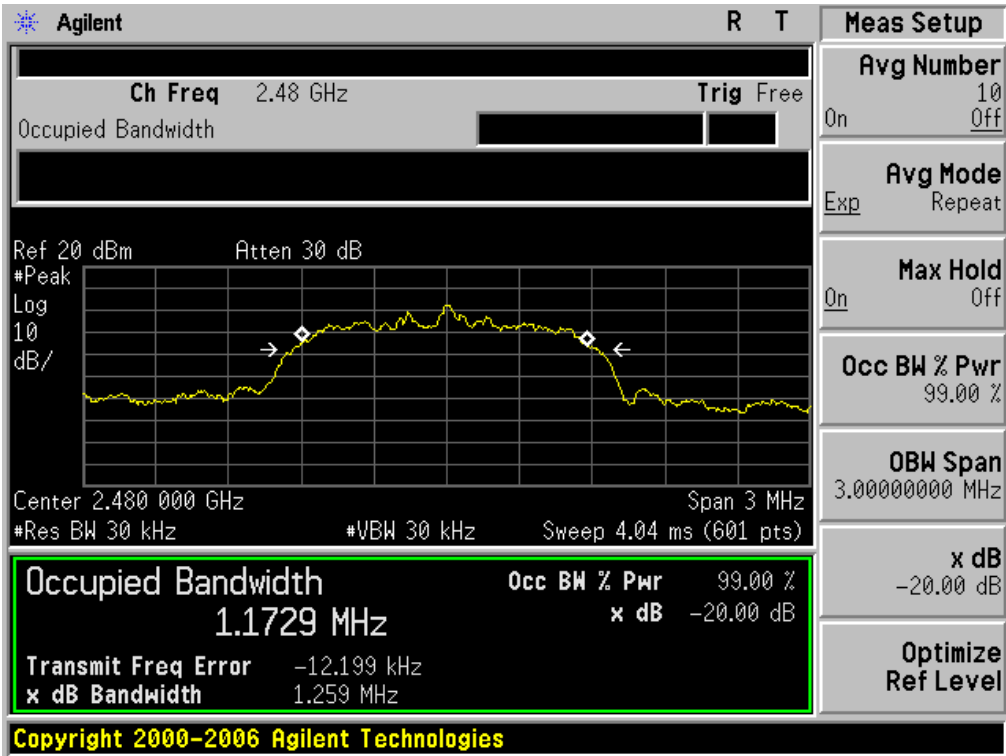 Agilent R T
Ch Freq 2.48 GHz Trig Free
Occupied Bandwidth
Ref 20 dBm Atten 30 dB
#Peak
Log
10
dB/
Center 2.480 000 GHz Span 3 MHz
#Res BW 30 kHz #VBW 30 kHz Sweep 4.04 ms (601 pts)
Occupied Bandwidth Occ BW % Pwr 99.00 %
1.1729 MHz x dB -20.00 dB
Transmit Freq Error -12.199 kHz
x dB Bandwidth 1.259 MHz
Copyright 2000-2006 Agilent Technologies
Meas Setup
Avg Number
10
On Off
Avg Mode
Exp Repeat
Max Hold
On Off
Occ BW % Pwr
99.00 %
OBW Span
3.00000000 MHz
x dB
-20.00 dB
Optimize
Ref Level